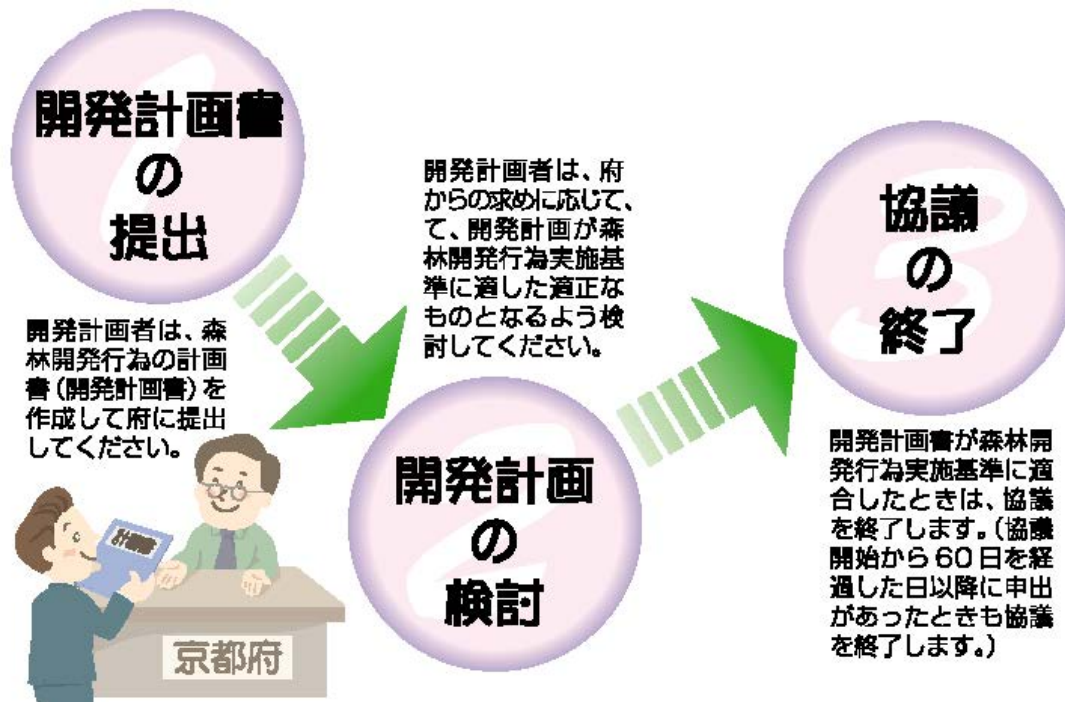 開発計画書
の
提出
開発計画者は、森
林開発行為の計画
書(開発計画書)を
作成して府に提出
してください。
計画書
京都府
開発計画者は、府
からの求めに応じて、
て、開発計画が森
林開発行為実施基
準に適した適正な
ものとなるよう検
討してください。
開発計画
の
検討
協議
の
終了
開発計画書が森林開
発行為実施基準に適
合したときは、協議
を終了します。(協議
開始から60日を経
過した日以降に申出
があったときも協議
を終了します。)
1
2
3